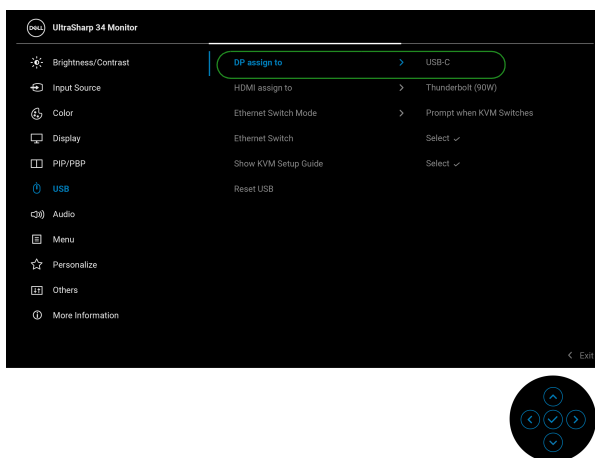 DELL UltraSharp 34 Monitor
Brightness/Contrast
Input Source
Color
Display
PIP/PBP
USB
Audio
Menu
Personalize
Others
More Information
DP assign to > USB-C
HDMI assign to Thunderbolt (90W)
Ethernet Switch Mode > Prompt when KVM Switches
Ethernet Switch Select ✓
Show KVM Setup Guide Select ✓
Reset USB
< Exit